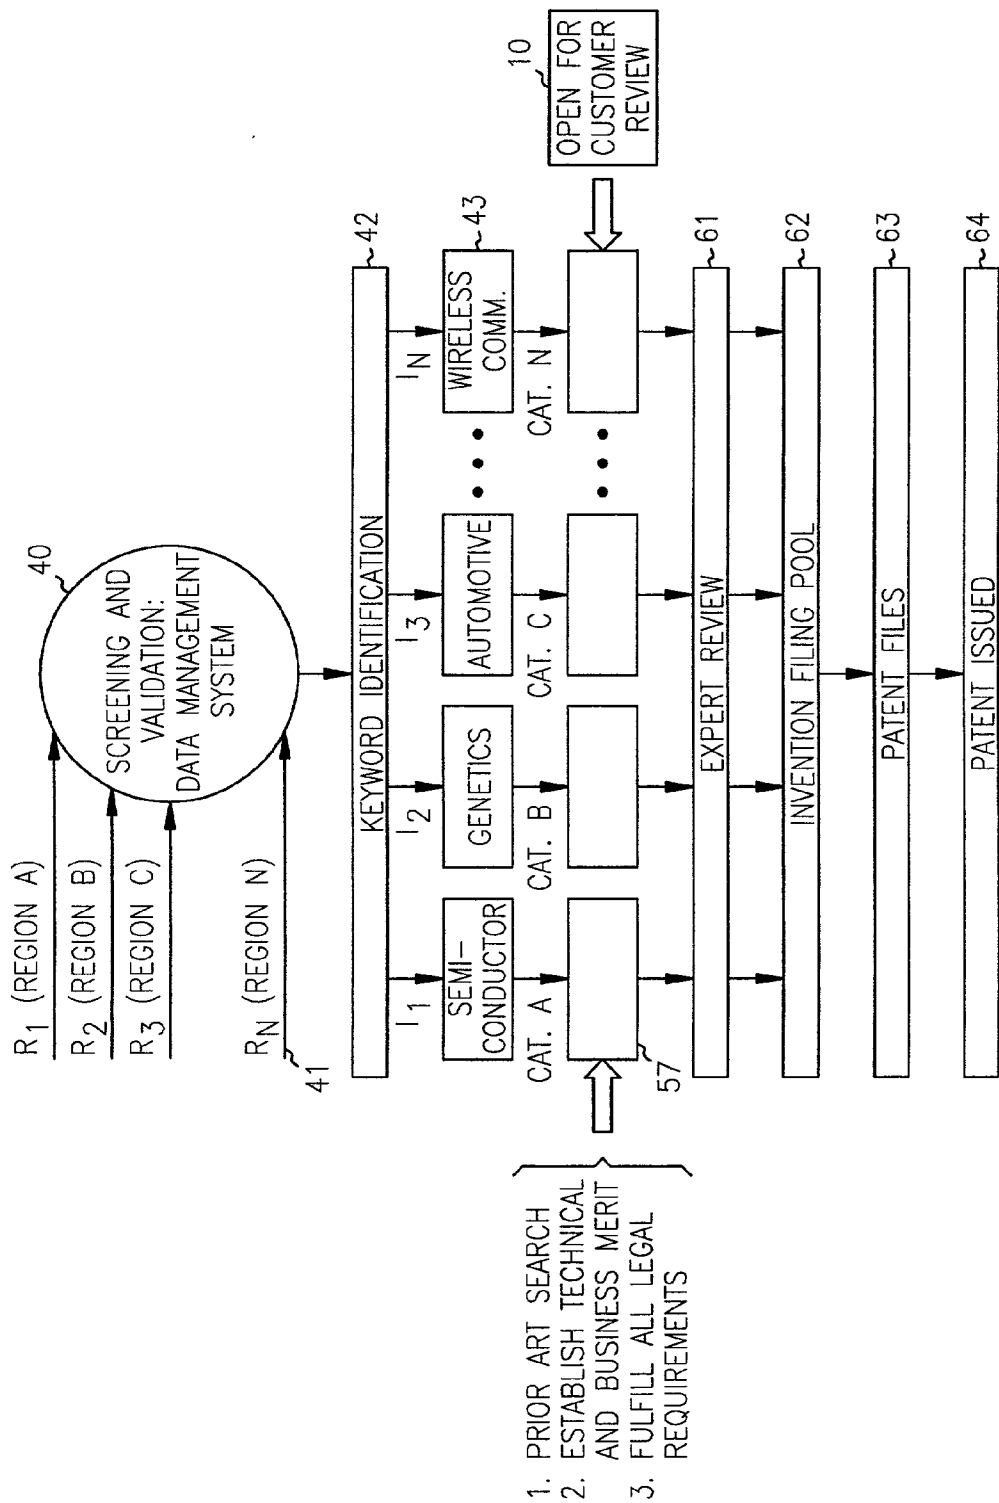 R1 (REGION A)
R2 (REGION B)
R3 (REGION C)
RN (REGION N)
41
40
SCREENING AND
VALIDATION:
DATA MANAGEMENT
SYSTEM
KEYWORD IDENTIFICATION
42
I1
I2
I3
IN
SEMI-
CONDUCTOR
GENETICS
AUTOMOTIVE
WIRELESS
COMM.
43
CAT. A
CAT. B
CAT. C
CAT. N
1. PRIOR ART SEARCH
2. ESTABLISH TECHNICAL
AND BUSINESS MERIT
3. FULFILL ALL LEGAL
REQUIREMENTS
57
10
OPEN FOR
CUSTOMER
REVIEW
EXPERT REVIEW
61
INVENTION FILING POOL
62
PATENT FILES
63
PATENT ISSUED
64